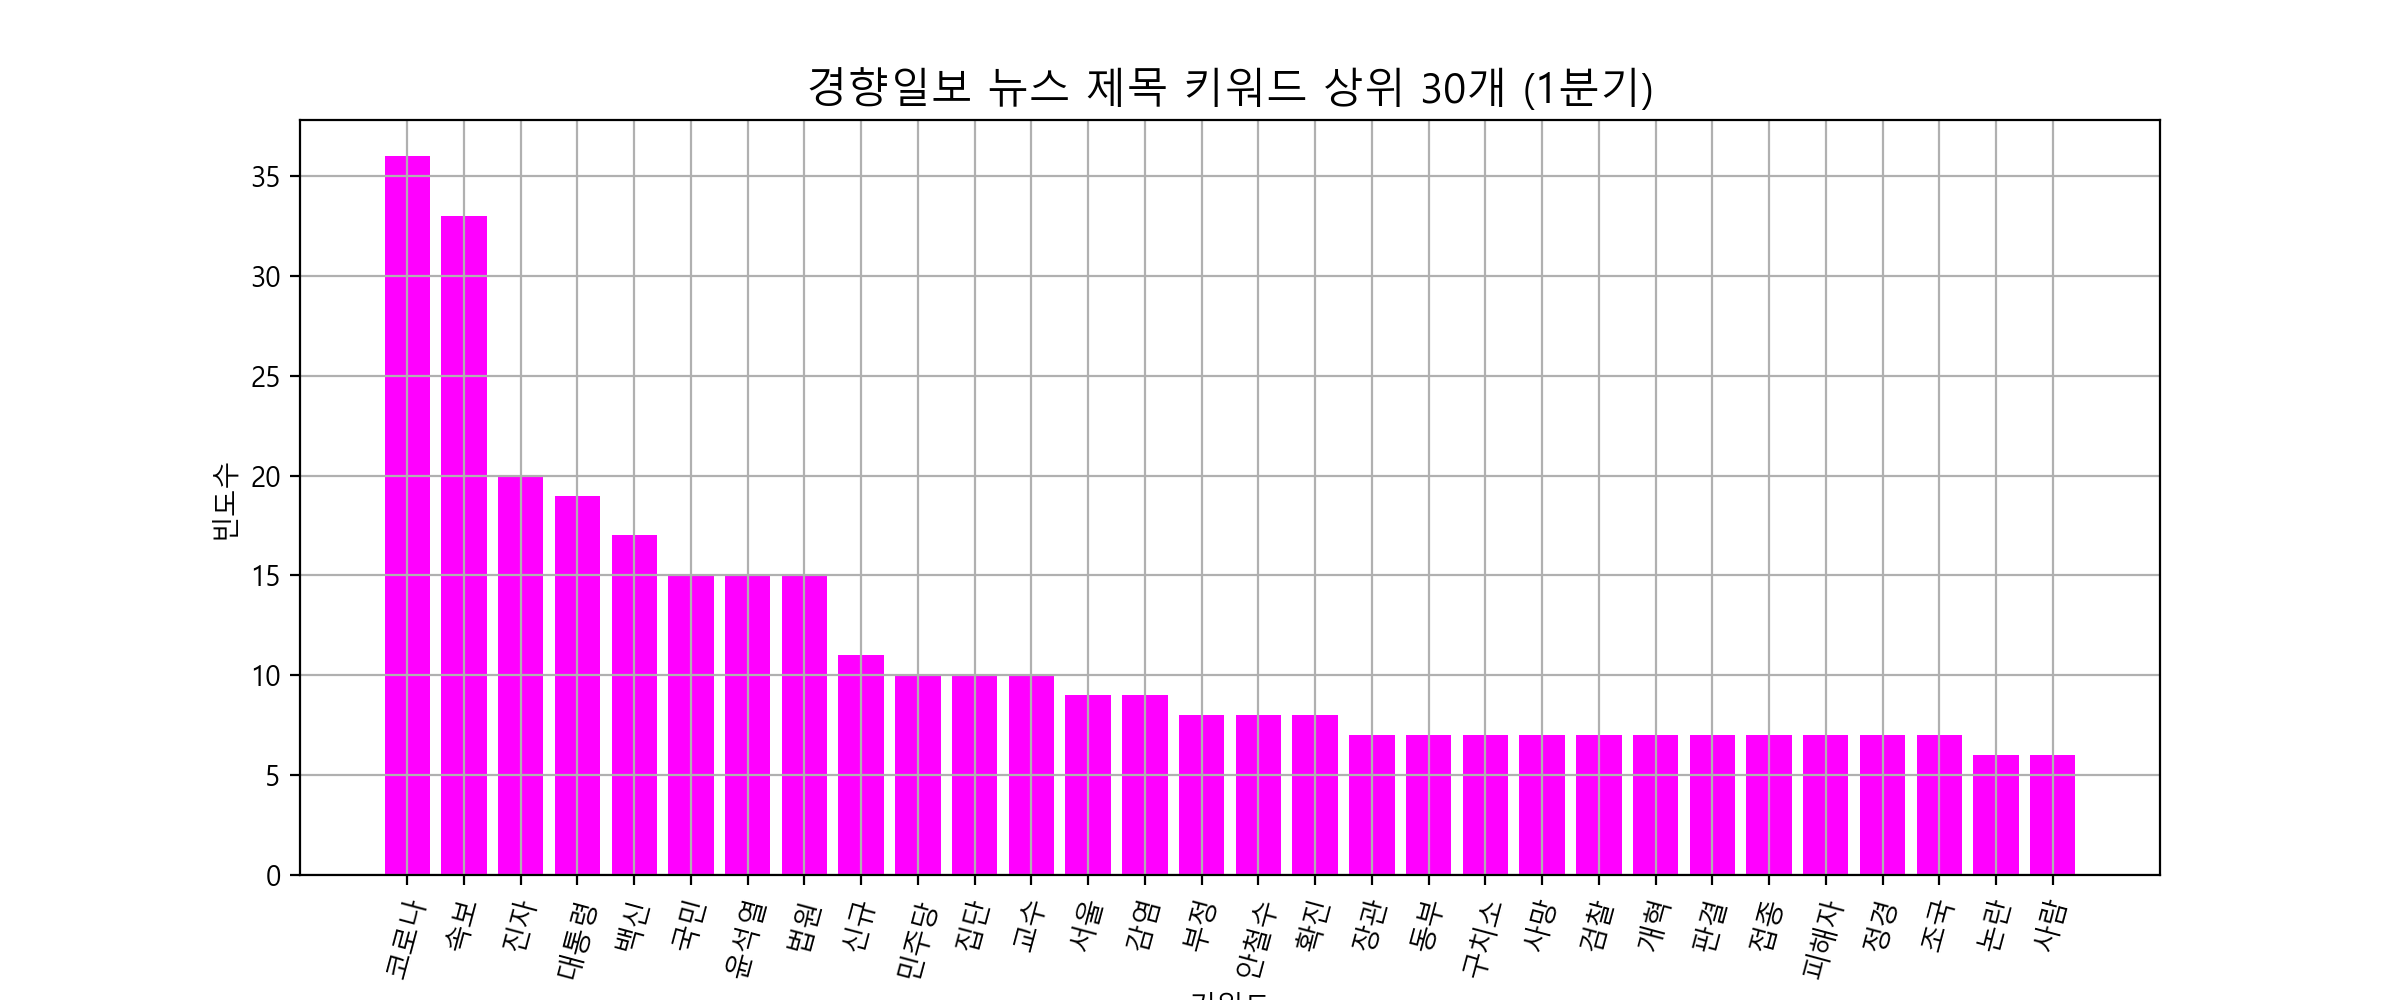 경향일보 뉴스 제목 키워드 상위 30개 (1분기)
35
30
25
20
15
10
5
0
빈도수
코로나 속보 진자 대통령 백신 국민 윤석열 법원 신규 민주당 집단 교수 서울 감염 부정 안철수 확진 장관 동부 구치소 사망 검찰 개혁 판결 접종 피해자 정경 조국 논란 사람